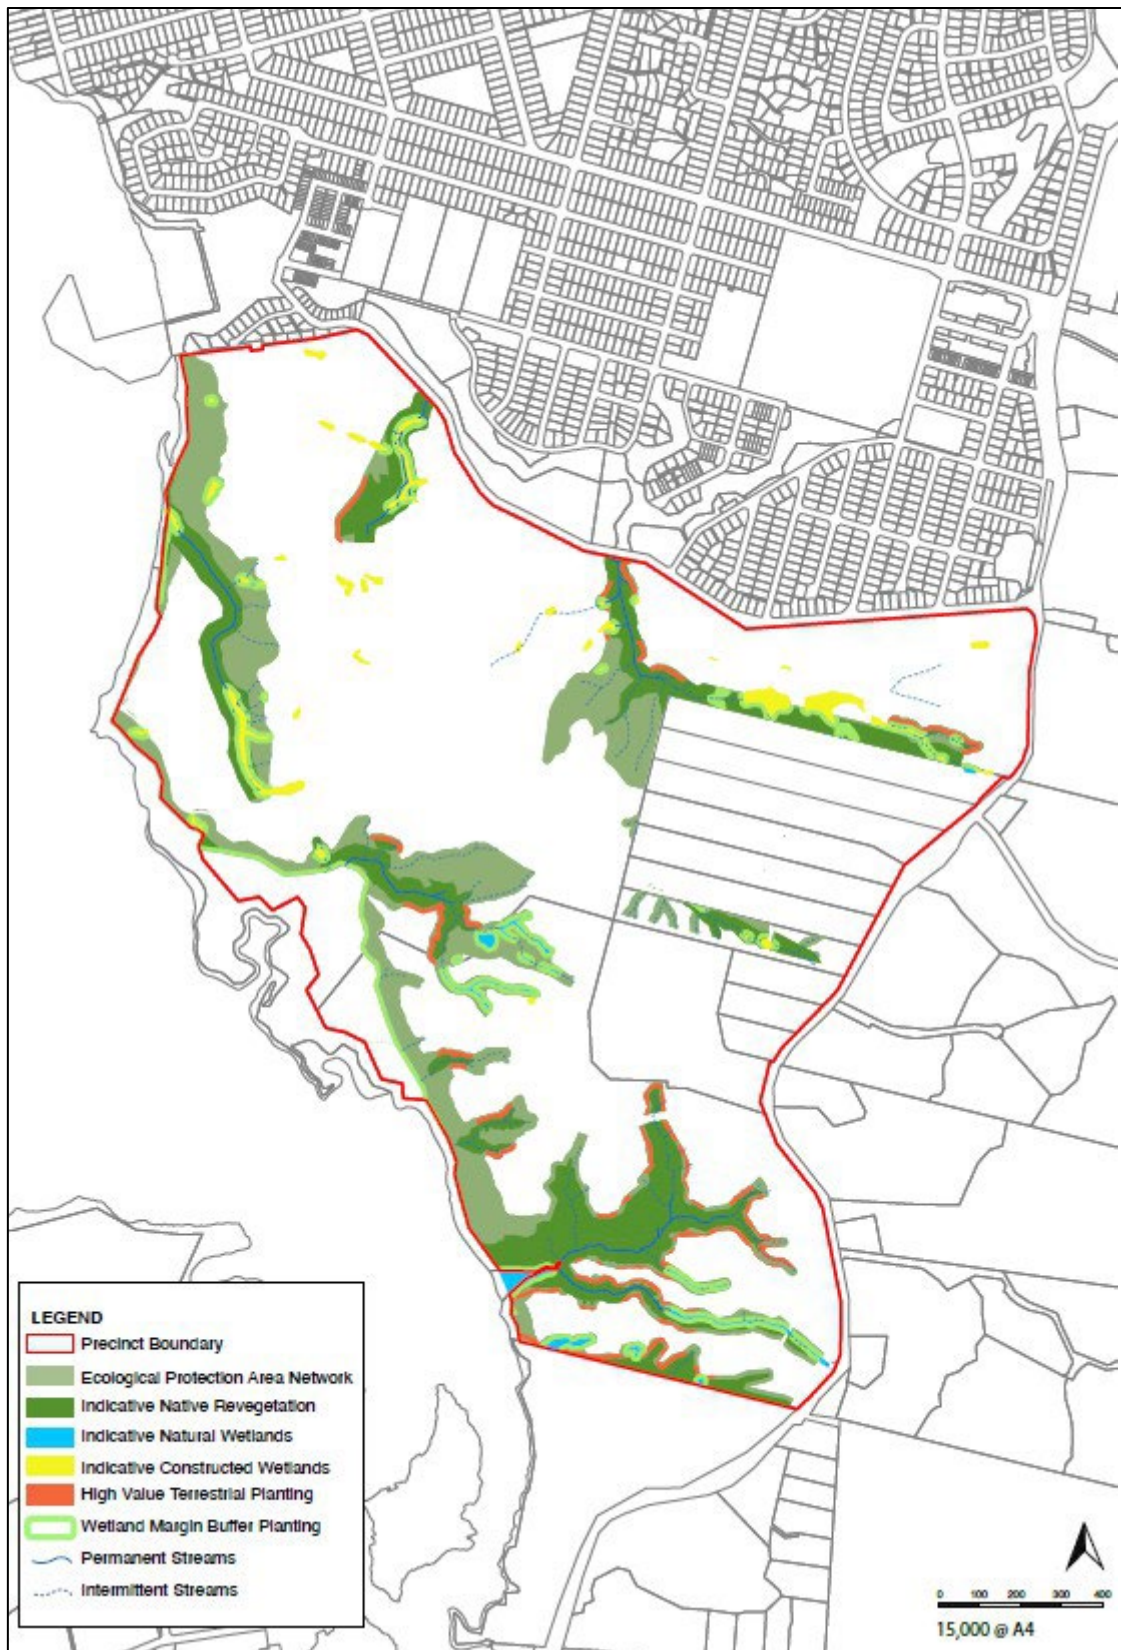 LEGEND
Precinct Boundary
Ecological Protection Area Network
Indicative Native Revegetation
Indicative Natural Wetlands
Indicative Constructed Wetlands
High Value Terrestrial Planting
Wetland Margin Buffer Planting
Permanent Streams
Intermittent Streams
0 100 200 300 400
15,000 @ A4